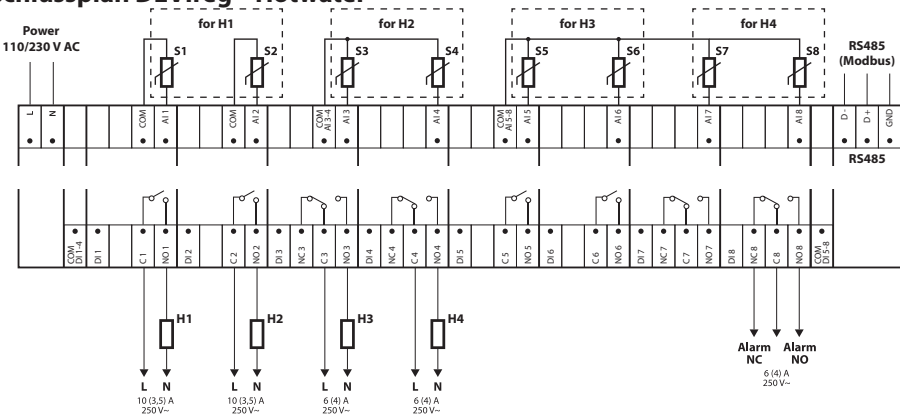 Power
110/230 V AC
for H1
for H2
for H3
for H4
RS485
(Modbus)
S1
S2
S3
S4
S5
S6
S7
S8
L
N
COM
AI 1
COM
AI 2
COM
AI 3-4
AI 3
AI 4
COM
AI 5-8
AI 5
AI 6
AI 7
AI 8
D -
D +
GND
RS485
COM
DI 1-4
DI 1
C 1
NO 1
DI 2
C 2
NO 2
DI 3
NC 3
C 3
NO 3
DI 4
NC 4
C 4
NO 4
DI 5
C 5
NO 5
DI 6
C 6
NO 6
DI 7
NC 7
C 7
NO 7
DI 8
NC 8
C 8
NO 8
COM
DI 5-8
H1
H2
H3
H4
Alarm
NC
Alarm
NO
6 (4) A
250 V~
L N
10 (3,5) A
250 V~
L N
10 (3,5) A
250 V~
L N
6 (4) A
250 V~
L N
6 (4) A
250 V~